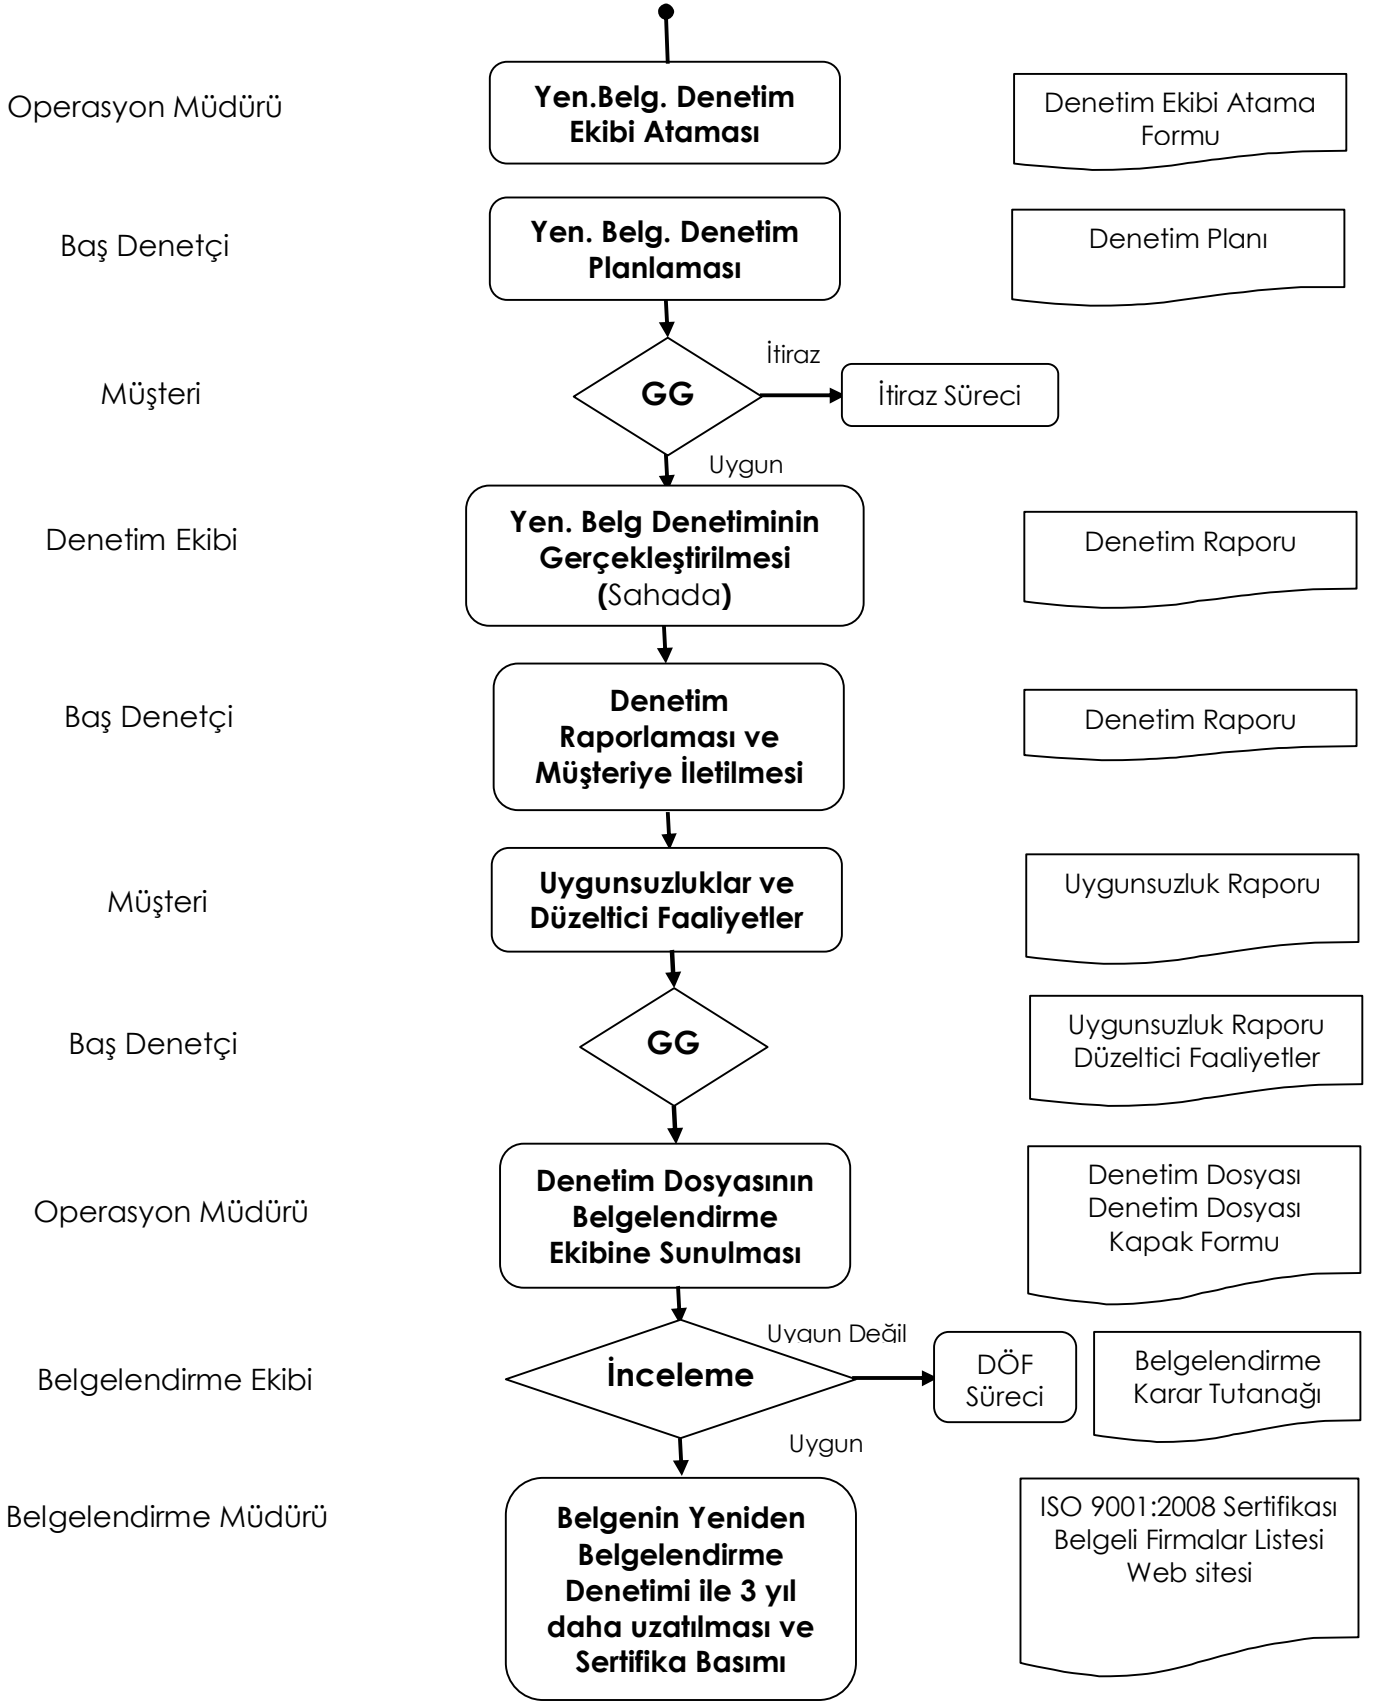 Operasyon Müdürü
Yen.Belg. Denetim
Ekibi Ataması
Denetim Ekibi Atama
Formu
Baş Denetçi
Yen. Belg. Denetim
Planlaması
Denetim Planı
Müşteri
GG
İtiraz
İtiraz Süreci
Uygun
Denetim Ekibi
Yen. Belg Denetiminin
Gerçekleştirilmesi
(Sahada)
Denetim Raporu
Baş Denetçi
Denetim
Raporlaması ve
Müşteriye İletilmesi
Denetim Raporu
Müşteri
Uygunsuzluklar ve
Düzeltici Faaliyetler
Uygunsuzluk Raporu
Baş Denetçi
GG
Uygunsuzluk Raporu
Düzeltici Faaliyetler
Operasyon Müdürü
Denetim Dosyasının
Belgelendirme
Ekibine Sunulması
Denetim Dosyası
Denetim Dosyası
Kapak Formu
Belgelendirme Ekibi
İnceleme
Uygun Değil
DÖF
Süreci
Belgelendirme
Karar Tutanağı
Uygun
Belgelendirme Müdürü
Belgenin Yeniden
Belgelendirme
Denetimi ile 3 yıl
daha uzatılması ve
Sertifika Basımı
ISO 9001:2008 Sertifikası
Belgeli Firmalar Listesi
Web sitesi